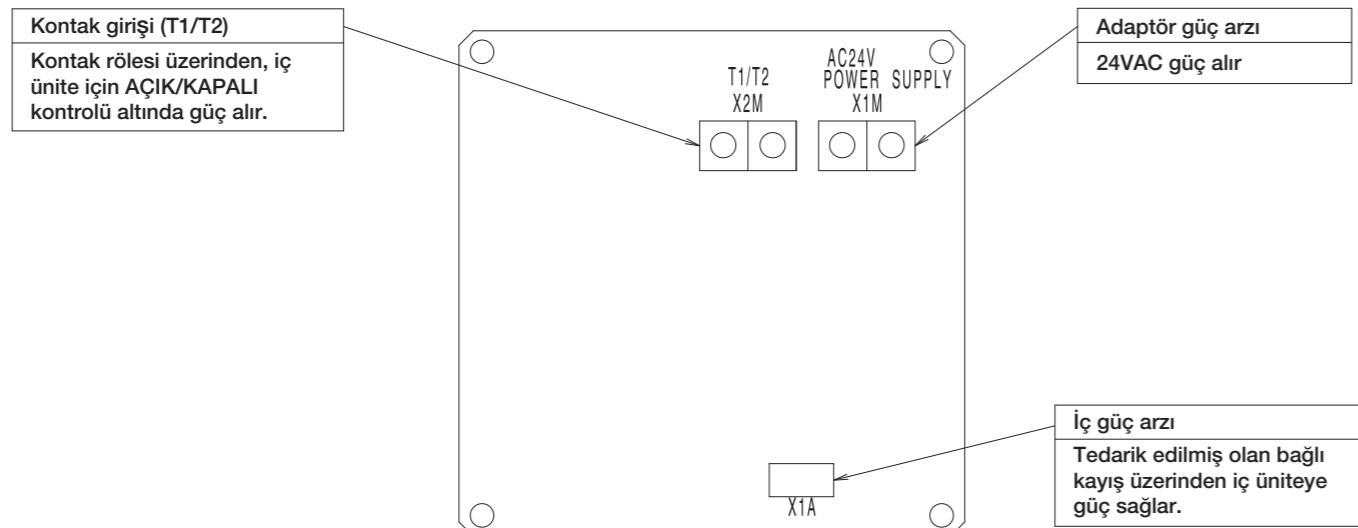 Kontak girişi (T1/T2)
Kontak rölesi üzerinden, iç
ünite için AÇIK/KAPALI
kontrolü altında güç alır.
T1/T2
X2M
AC24V
POWER SUPPLY
X1M
Adaptör güç arzı
24VAC güç alır
X1A
İç güç arzı
Tedarik edilmiş olan bağlı
kayış üzerinden iç üniteye
güç sağlar.